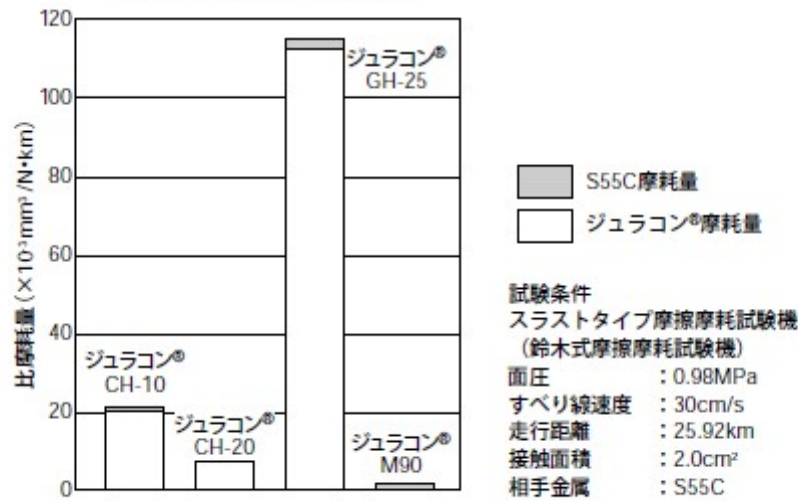 120
100
80
60
40
20
0
比摩耗量(×10⁻³mm³/N・km)
ジュラコン®
GH-25
ジュラコン®
CH-10
ジュラコン®
CH-20
ジュラコン®
M90
S55C摩耗量
ジュラコン®摩耗量
試験条件
スラストタイプ摩擦摩耗試験機
(鈴木式摩擦摩耗試験機)
面圧 :0.98MPa
すべり線速度 :30cm/s
走行距離 :25.92km
接触面積 :2.0cm²
相手金属 :S55C